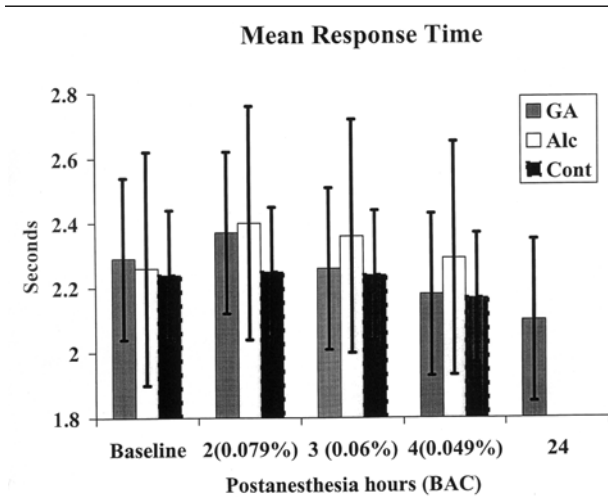 Mean Response Time
2.8
2.6
2.4
2.2
2
1.8
Seconds
GA
Alc
Cont
Baseline 2(0.079%) 3 (0.06%) 4(0.049%) 24
Postanesthesia hours (BAC)